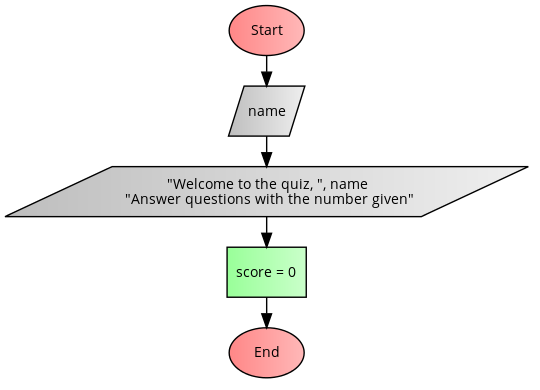 Start
name
"Welcome to the quiz, ", name
"Answer questions with the number given"
score = 0
End